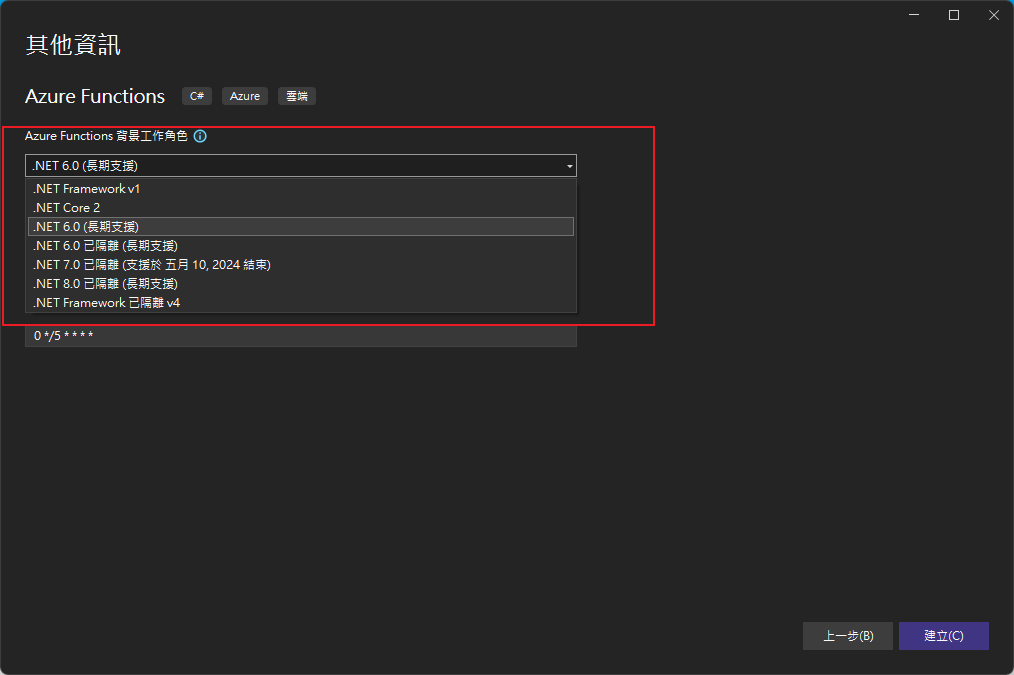 其他資訊
Azure Functions C# Azure 雲端
Azure Functions 背景工作角色
.NET 6.0 (長期支援)
.NET Framework v1
.NET Core 2
.NET 6.0 (長期支援)
.NET 6.0 已隔離 (長期支援)
.NET 7.0 已隔離 (支援於 五月 10, 2024 結束)
.NET 8.0 已隔離 (長期支援)
.NET Framework 已隔離 v4
0 */5 * * * *
上一步(B) 建立(C)